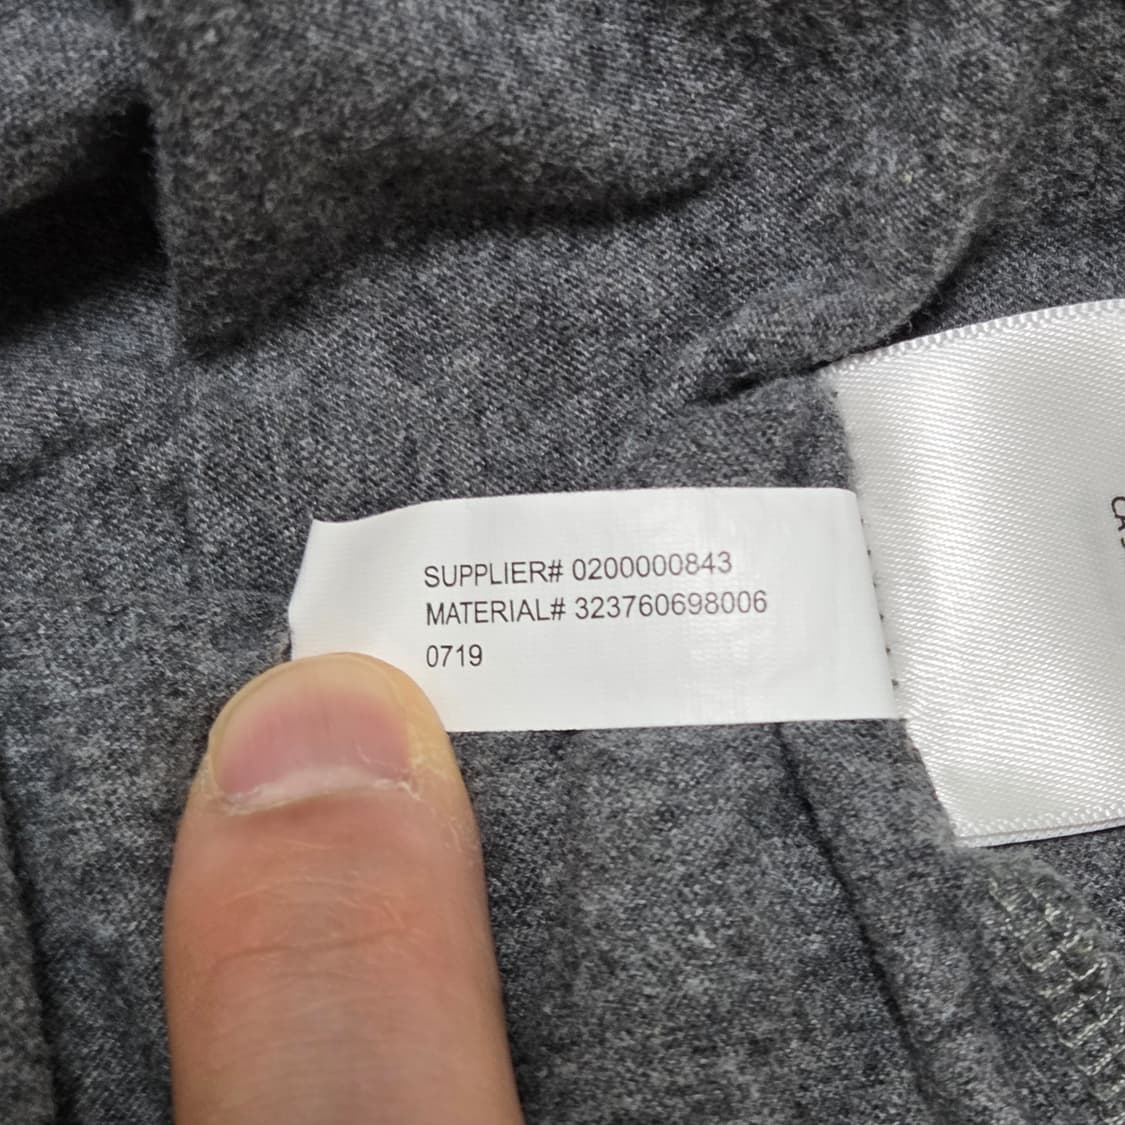 SUPPLIER# 0200000843
MATERIAL# 323760698006
0719